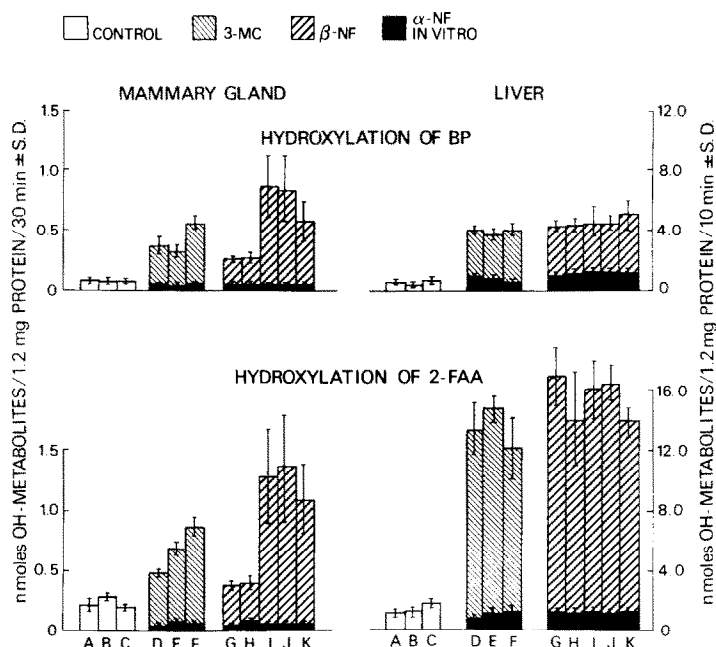 CONTROL 3-MC β-NF α-NF IN VITRO
MAMMARY GLAND LIVER
HYDROXYLATION OF BP
1.5 12.0
1.0 8.0
0.5 4.0
0 0
HYDROXYLATION OF 2-FAA
16.0
1.5 12.0
1.0 8.0
0.5 4.0
0 0
A B C D E F G H I J K A B C D E F G H I J K
nmoles OH-METABOLITES/1.2 mg PROTEIN/30 min ± S.D.
nmoles OH-METABOLITES/1.2 mg PROTEIN/10 min ± S.D.